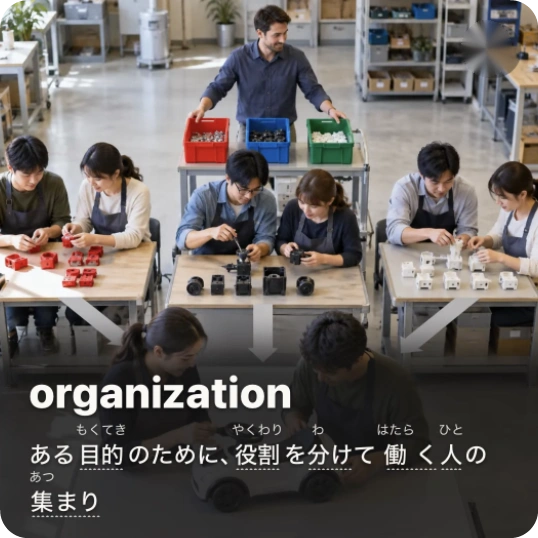 organization
ある目的のために、役割を分けて働く人の
集まり